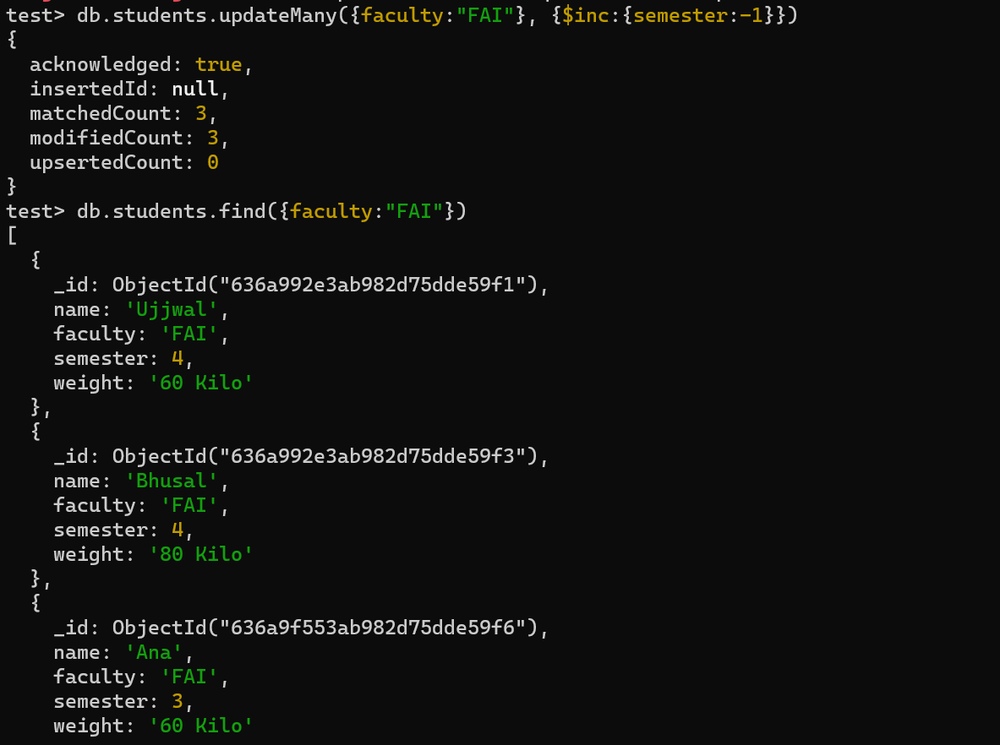 test> db.students.updateMany({faculty:"FAI"}, {$inc:{semester:-1}})
{
  acknowledged: true,
  insertedId: null,
  matchedCount: 3,
  modifiedCount: 3,
  upsertedCount: 0
}
test> db.students.find({faculty:"FAI"})
[
  {
    _id: ObjectId("636a992e3ab982d75dde59f1"),
    name: 'Ujjwal',
    faculty: 'FAI',
    semester: 4,
    weight: '60 Kilo'
  },
  {
    _id: ObjectId("636a992e3ab982d75dde59f3"),
    name: 'Bhusal',
    faculty: 'FAI',
    semester: 4,
    weight: '80 Kilo'
  },
  {
    _id: ObjectId("636a9f553ab982d75dde59f6"),
    name: 'Ana',
    faculty: 'FAI',
    semester: 3,
    weight: '60 Kilo'